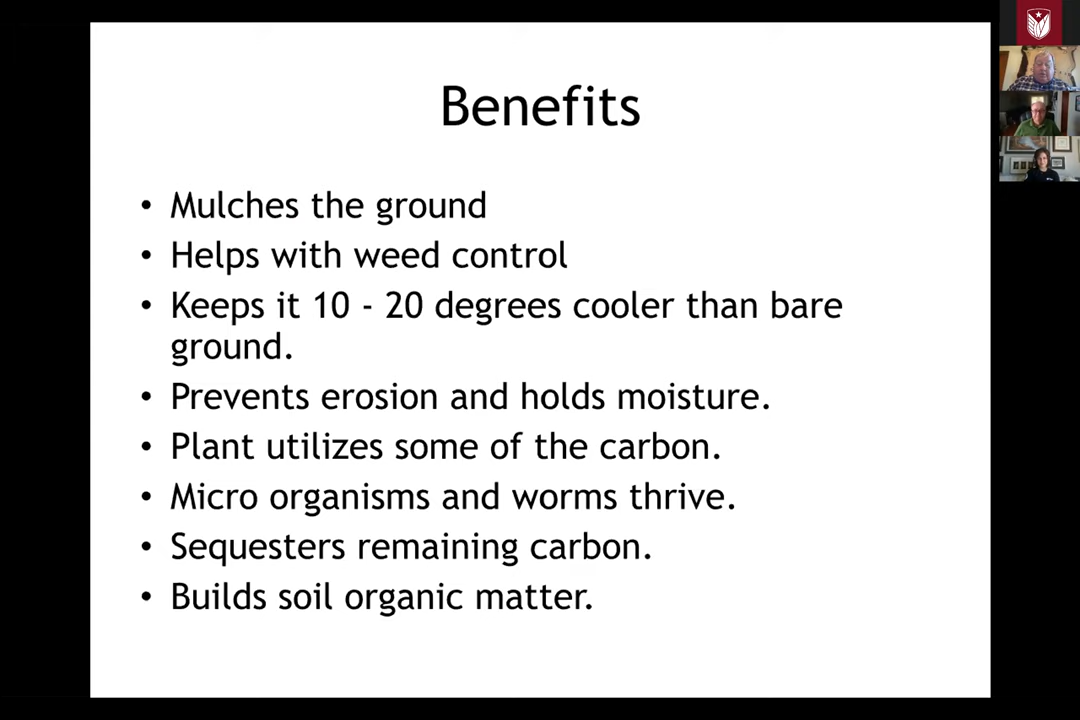 Benefits
• Mulches the ground
• Helps with weed control
• Keeps it 10 - 20 degrees cooler than bare
ground.
• Prevents erosion and holds moisture.
• Plant utilizes some of the carbon.
• Micro organisms and worms thrive.
• Sequesters remaining carbon.
• Builds soil organic matter.